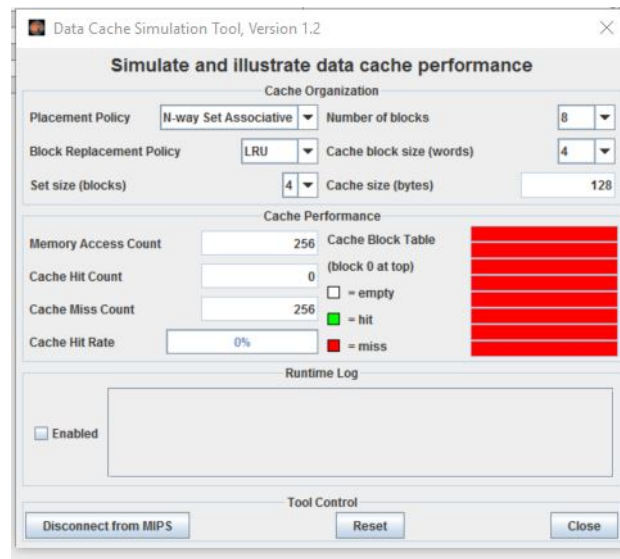 Data Cache Simulation Tool, Version 1.2
Simulate and illustrate data cache performance
Cache Organization
Placement Policy N-way Set Associative Number of blocks 8
Block Replacement Policy LRU Cache block size (words) 4
Set size (blocks) 4 Cache size (bytes) 128
Cache Performance
Memory Access Count 256 Cache Block Table
(block 0 at top)
Cache Hit Count 0
= empty
Cache Miss Count 256
= hit
Cache Hit Rate 0%
= miss
Runtime Log
Enabled
Tool Control
Disconnect from MIPS Reset Close